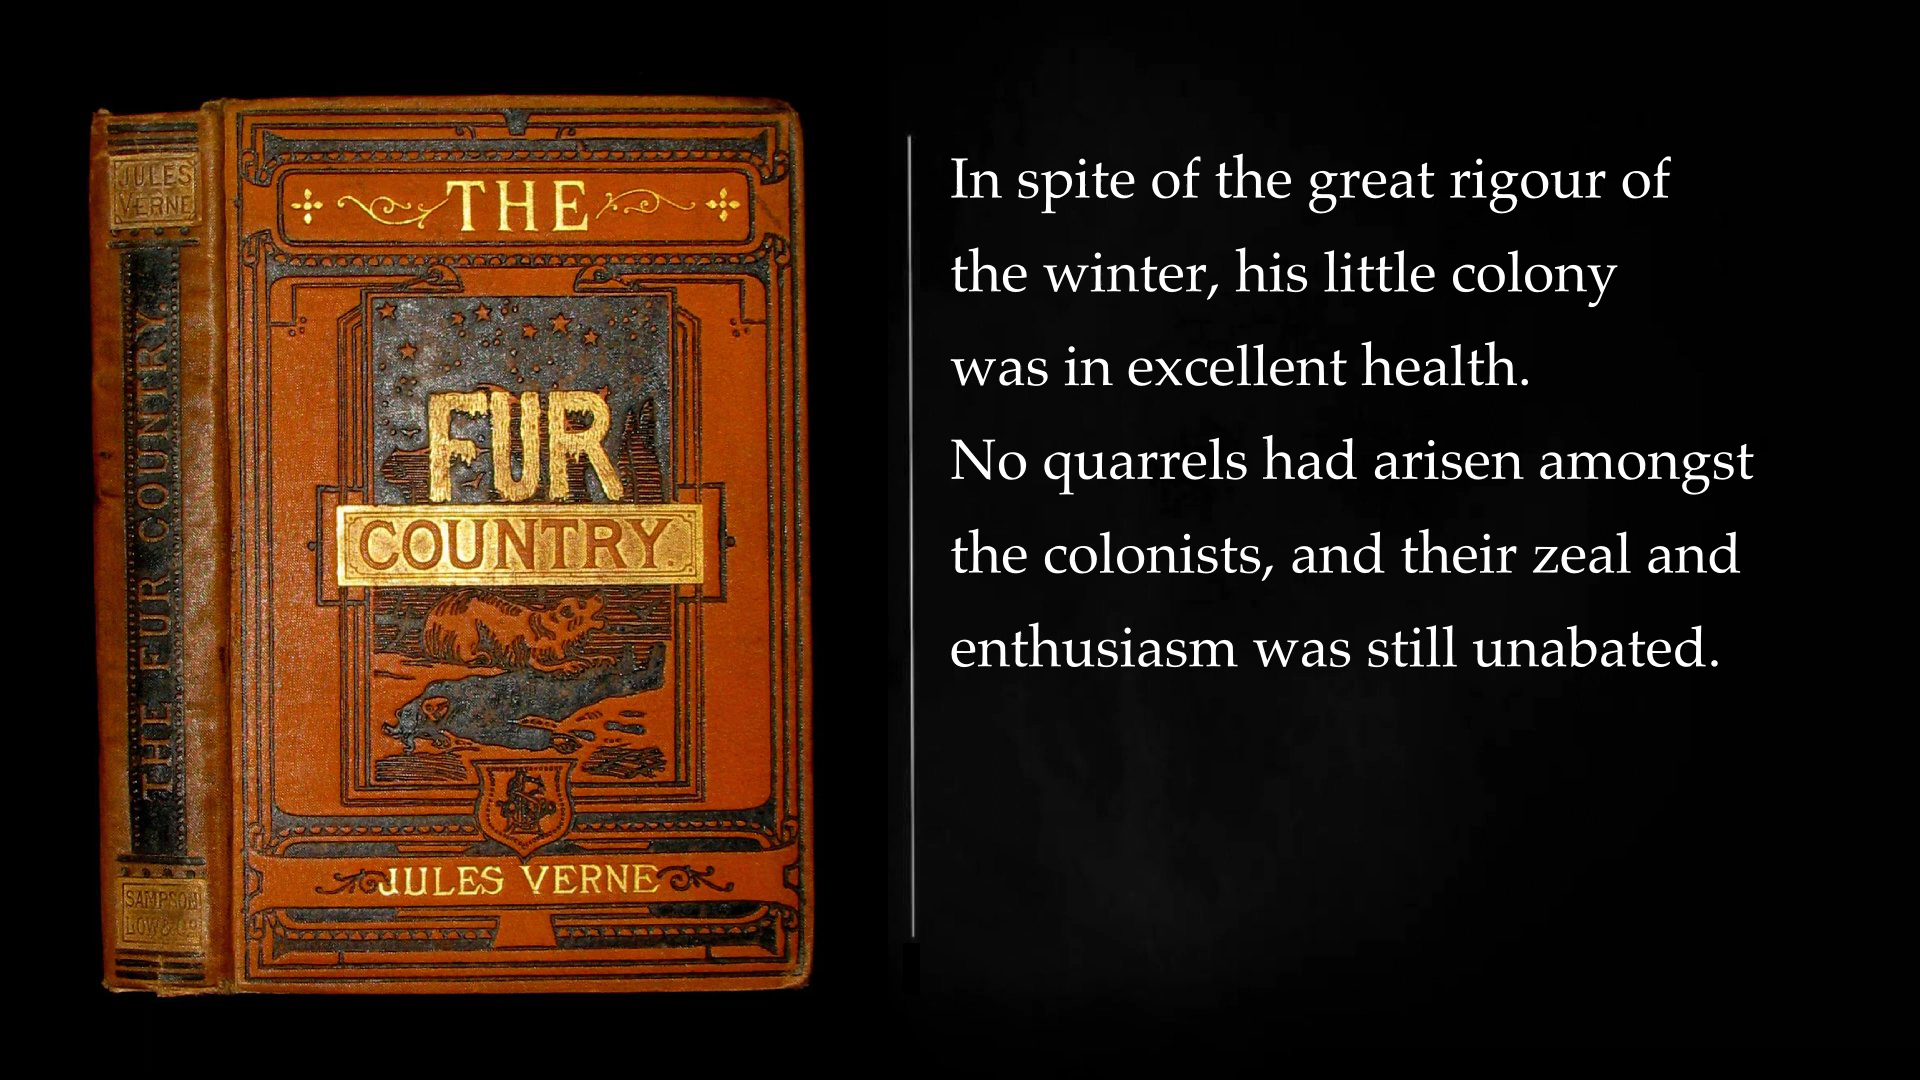 JULES
VERNE
THE FUR COUNTRY.
SAMPSON
LOW & Co
THE
FUR
COUNTRY.
JULES VERNE
In spite of the great rigour of
the winter, his little colony
was in excellent health.
No quarrels had arisen amongst
the colonists, and their zeal and
enthusiasm was still unabated.